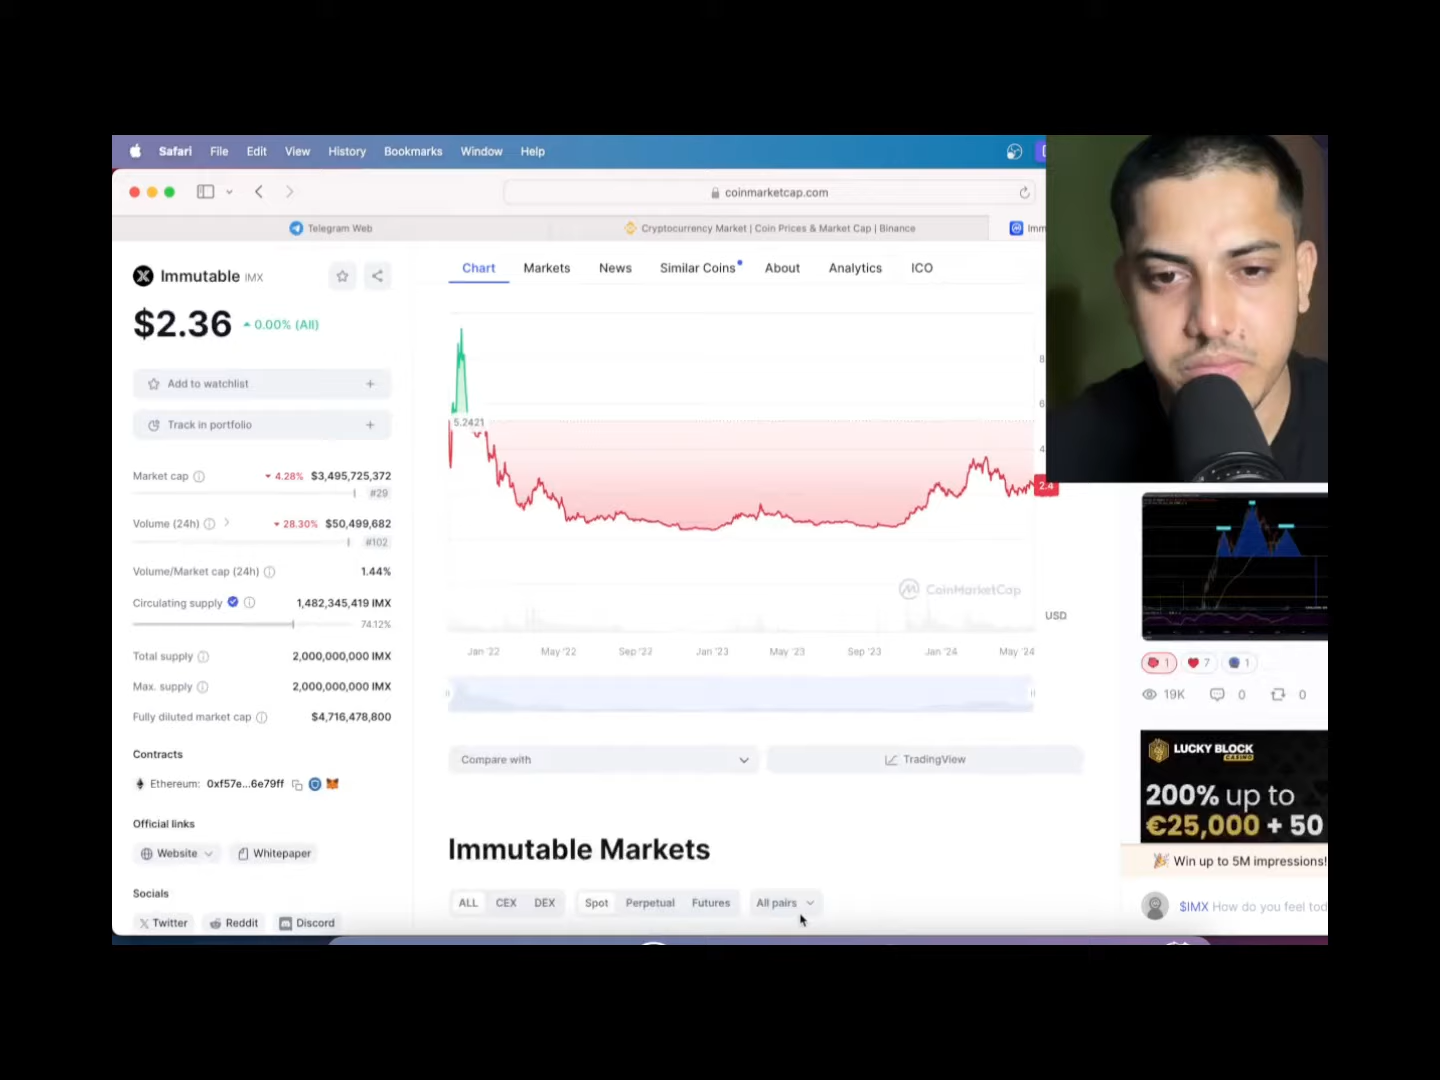 Safari File Edit View History Bookmarks Window Help
coinmarketcap.com
Telegram Web
Cryptocurrency Market | Coin Prices & Market Cap | Binance
Imm
Immutable IMX
$2.36 0.00% (All)
Add to watchlist +
Track in portfolio +
Market cap 4.28% $3,495,725,372
#29
Volume (24h) 28.30% $50,499,682
#102
Volume/Market cap (24h) 1.44%
Circulating supply 1,482,345,419 IMX
74.12%
Total supply 2,000,000,000 IMX
Max. supply 2,000,000,000 IMX
Fully diluted market cap $4,716,478,800
Contracts
Ethereum: 0xf57e...6e79ff
Official links
Website Whitepaper
Socials
Twitter Reddit Discord
Chart Markets News Similar Coins About Analytics ICO
8.
6
5.2421
4
2.4
CoinMarketCap
USD
Jan '22 May '22 Sep '22 Jan '23 May '23 Sep '23 Jan '24 May '24
Compare with
TradingView
Immutable Markets
ALL CEX DEX Spot Perpetual Futures All pairs
1 7 1
19K 0 0
LUCKY BLOCK
CASINO
200% up to
€25,000 + 50
Win up to 5M impressions!
$IMX How do you feel tod